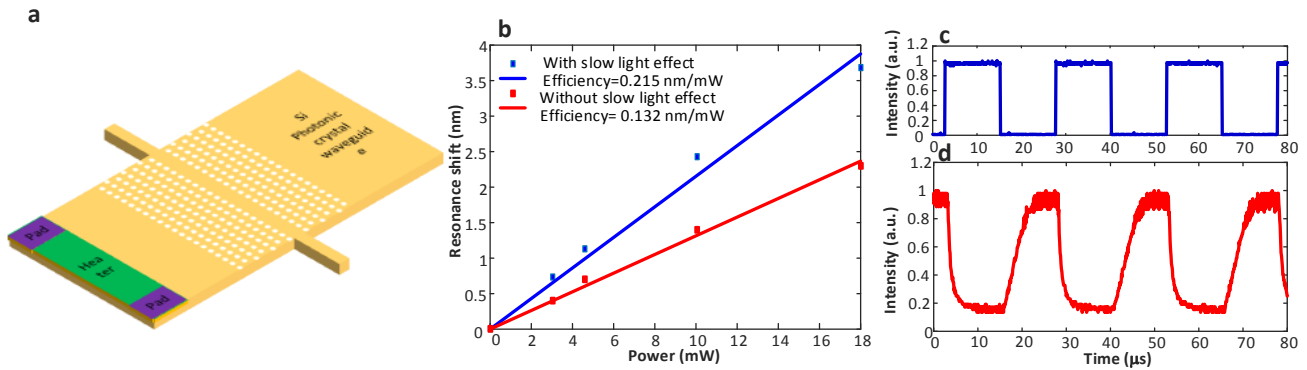 a
Si
Photonic
crystal
waveguid
e
Pad
Hea
ter
Pad
b
4
3.5
3
2.5
2
1.5
1
0.5
0
0
2
4
6
8
10
12
14
16
18
Resonance shift (nm)
Power (mW)
With slow light effect
Efficiency=0.215 nm/mW
Without slow light effect
Efficiency= 0.132 nm/mW
c
Intensity (a.u.)
1.2
1
0.8
0.6
0.4
0.2
0
0
10
20
30
40
50
60
70
80
d
Intensity (a.u.)
1.2
1
0.8
0.6
0.4
0.2
0
0
10
20
30
40
50
60
70
80
Time (μs)